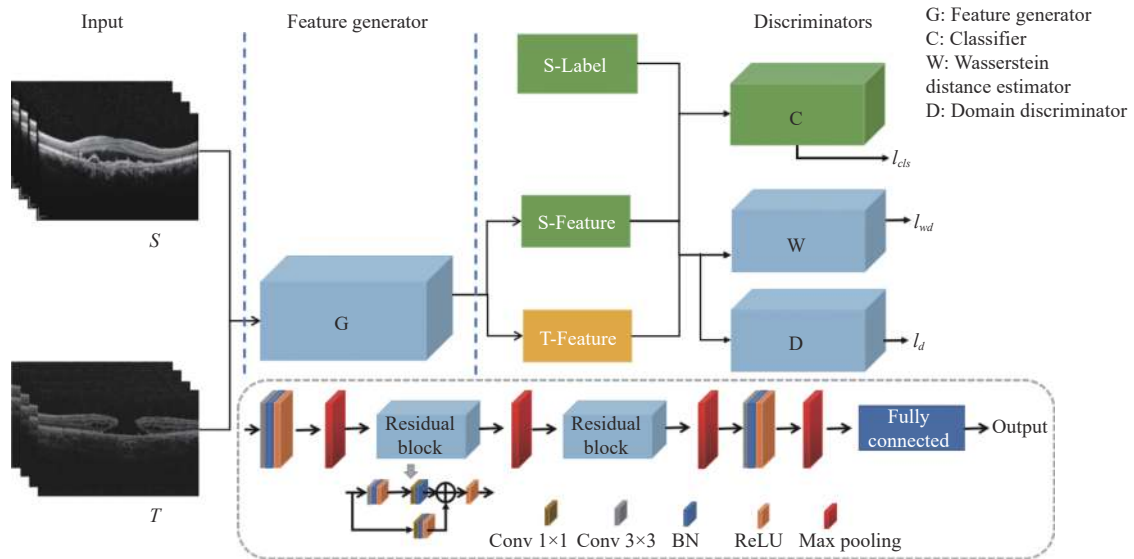 Input
Feature generator
Discriminators
G: Feature generator
C: Classifier
W: Wasserstein
distance estimator
D: Domain discriminator
S-Label
C
l_cls
S
S-Feature
W
l_wd
G
T-Feature
D
l_d
T
Residual
block
Residual
block
Fully
connected
Output
Conv 1×1
Conv 3×3
BN
ReLU
Max pooling